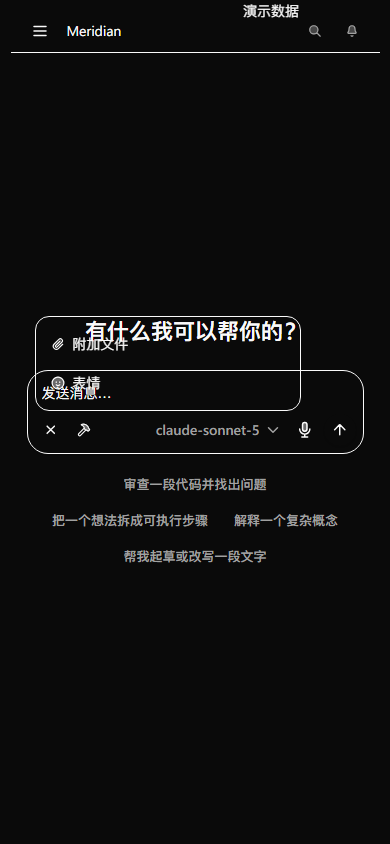 演示数据
Meridian
有什么我可以帮你的？
附加文件
表情
发送消息...
claude-sonnet-5
审查一段代码并找出问题
把一个想法拆成可执行步骤 解释一个复杂概念
帮我起草或改写一段文字